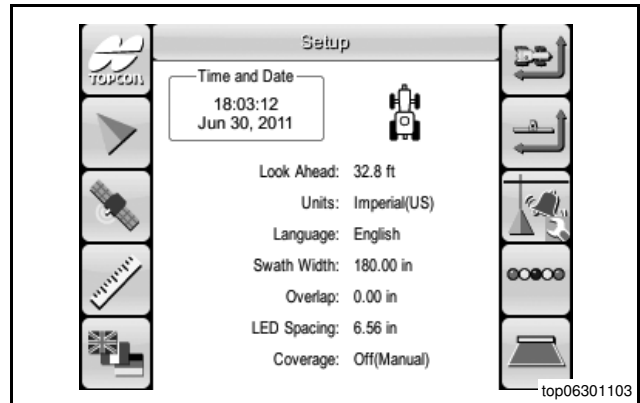 Setup
TOPCON
Time and Date
18:03:12
Jun 30, 2011
Look Ahead: 32.8 ft
Units: Imperial(US)
Language: English
Swath Width: 180.00 in
Overlap: 0.00 in
LED Spacing: 6.56 in
Coverage: Off(Manual)
top06301103